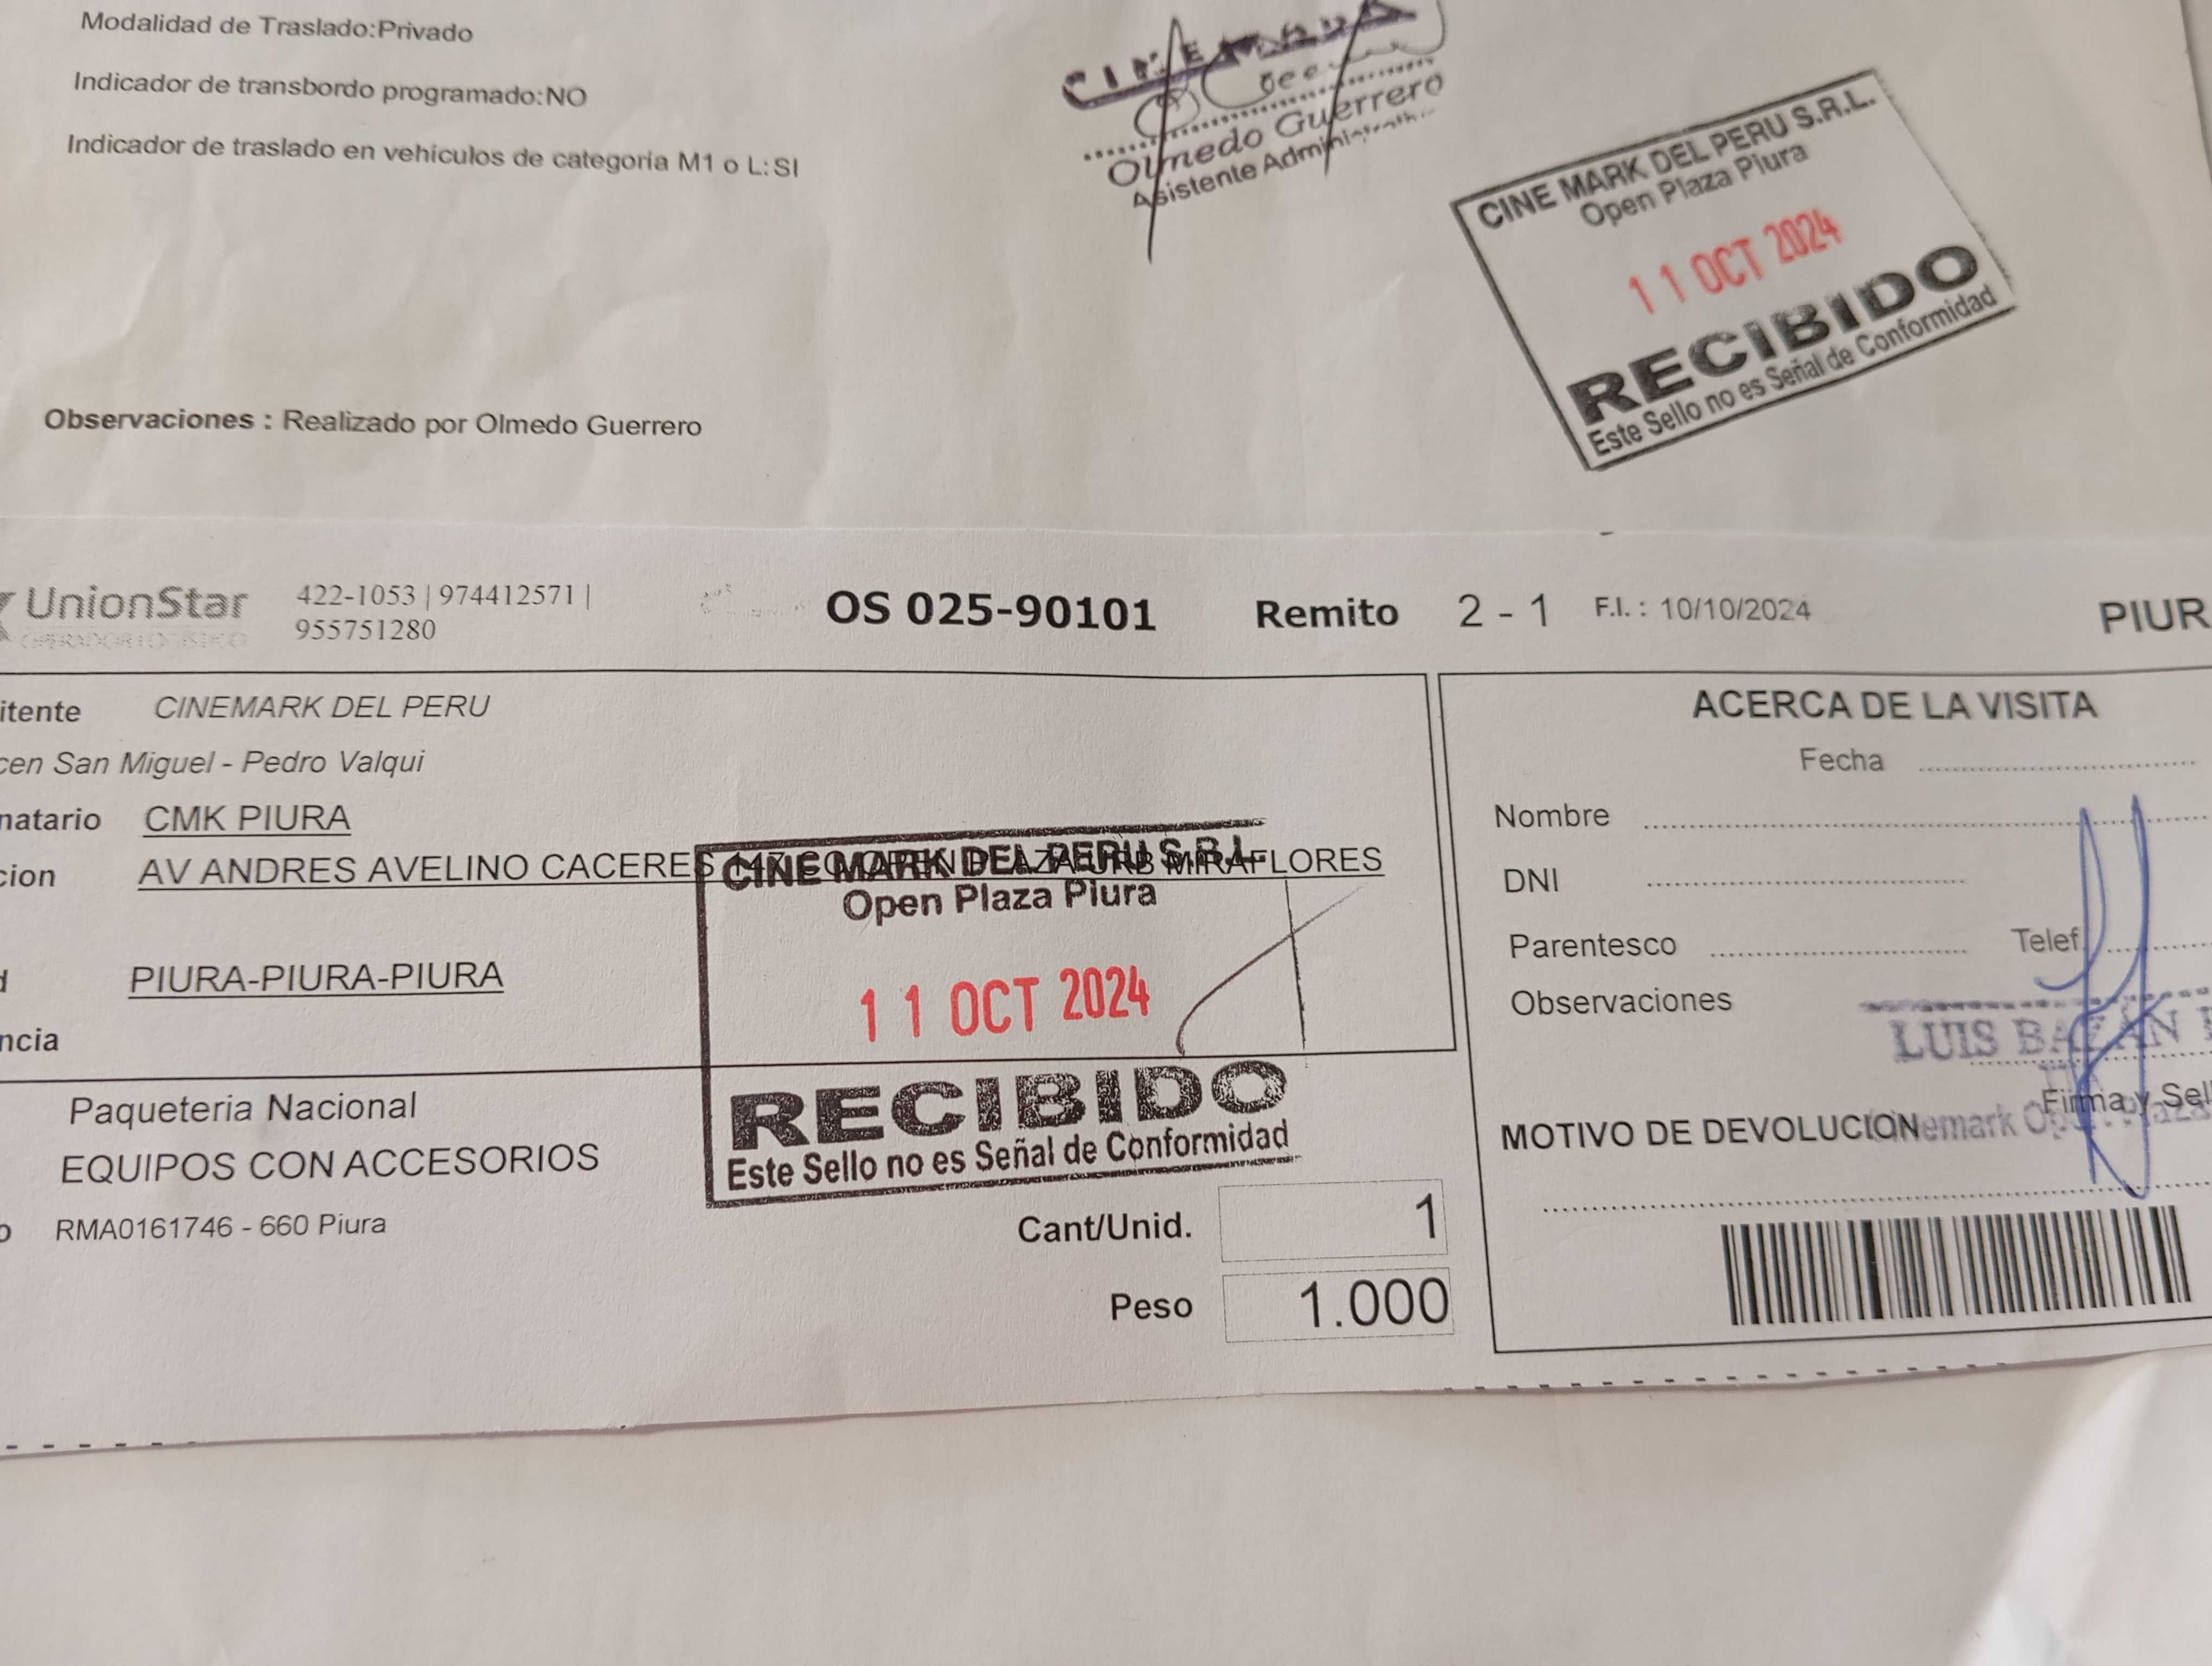 Modalidad de Traslado:Privado
Indicador de transbordo programado:NO
Indicador de traslado en vehículos de categoría M1 o L:SI
CINEMARK
Olmedo Guerrero
Asistente
CINE MARK DEL PERU S.R.L.
Open Plaza Piura
11 OCT 2024
RECIBIDO
Este Sello no es Señal de Conformidad
Observaciones : Realizado por Olmedo Guerrero
UnionStar
OPERADOR LOGISTICO
422-1053 | 974412571 |
955751280
OS 025-90101 Remito 2 - 1 F.I. : 10/10/2024 PIUR
itente CINEMARK DEL PERU
cen San Miguel - Pedro Valqui
natario CMK PIURA
cion AV ANDRES AVELINO CACERES MIRAFLORES
PIURA-PIURA-PIURA
ncia
CINE MARK DEL PERU S.R.L.
Open Plaza Piura
11 OCT 2024
RECIBIDO
Este Sello no es Señal de Conformidad
Paqueteria Nacional
EQUIPOS CON ACCESORIOS
o RMA0161746 - 660 Piura
Cant/Unid. 1
Peso 1.000
ACERCA DE LA VISITA
Fecha
Nombre
DNI
Parentesco Telef
Observaciones
LUIS BAZAN
Firma y Sel
MOTIVO DE DEVOLUCION